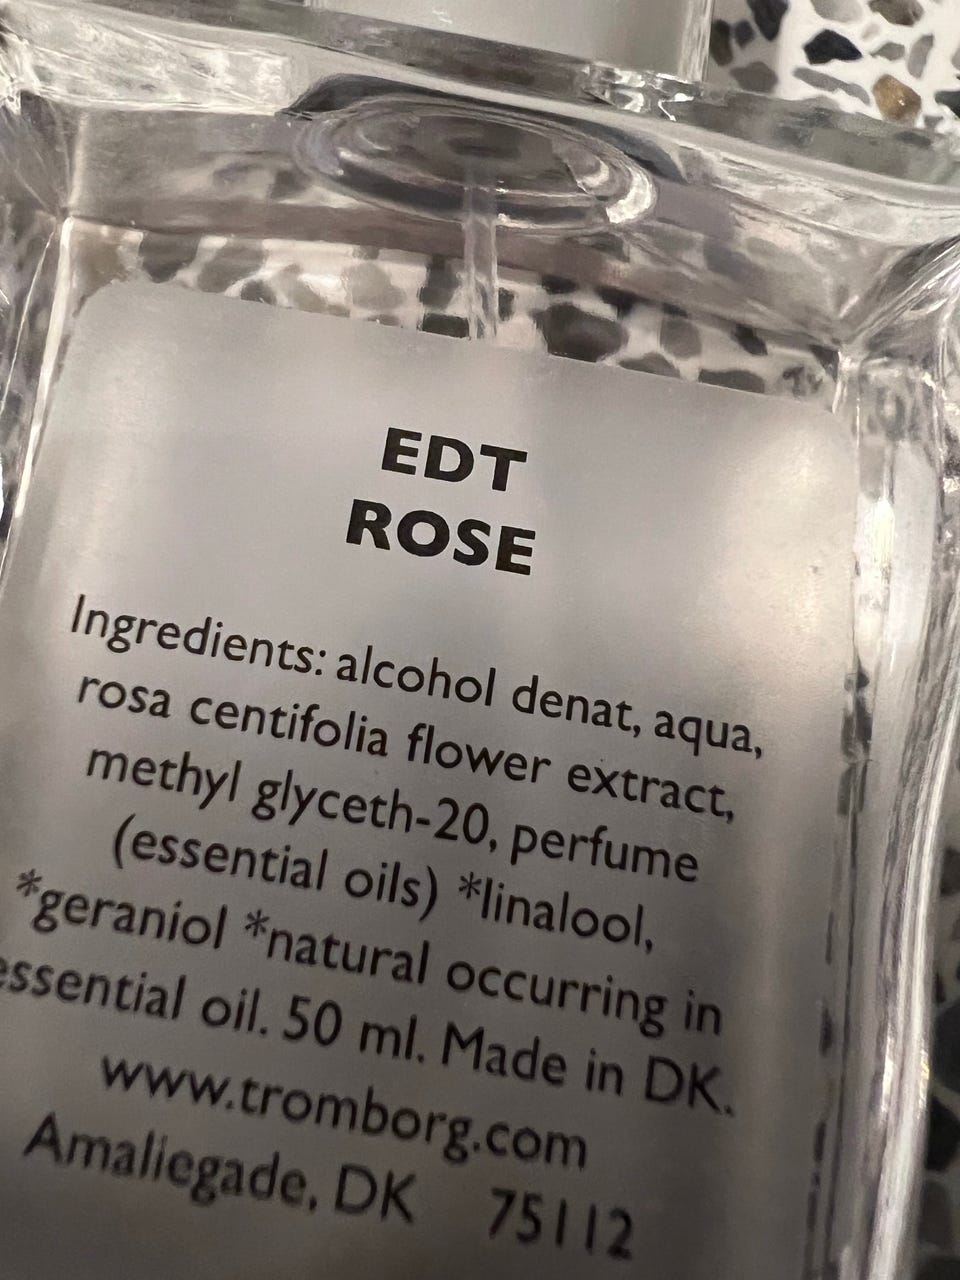 EDT
ROSE
Ingredients: alcohol denat, aqua,
rosa centifolia flower extract,
methyl glyceth-20, perfume
(essential oils) *linalool,
*geraniol *natural occurring in
essential oil. 50 ml. Made in DK.
www.tromborg.com
Amaliegade, DK 75112